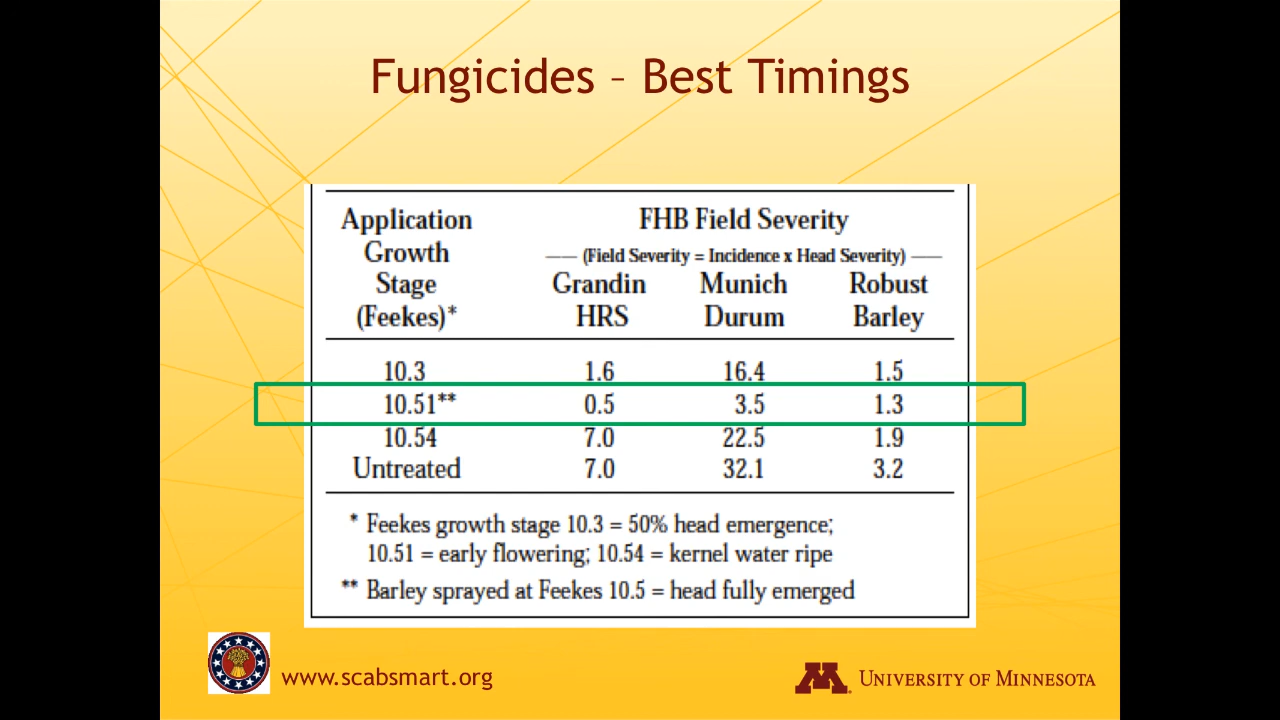 Fungicides – Best Timings
Application Growth Stage (Feekes)*
FHB Field Severity
(Field Severity = Incidence x Head Severity)
Grandin HRS Munich Durum Robust Barley
10.3 1.6 16.4 1.5
10.51** 0.5 3.5 1.3
10.54 7.0 22.5 1.9
Untreated 7.0 32.1 3.2
* Feekes growth stage 10.3 = 50% head emergence;
10.51 = early flowering; 10.54 = kernel water ripe
** Barley sprayed at Feekes 10.5 = head fully emerged
www.scabsmart.org
M
UNIVERSITY OF MINNESOTA